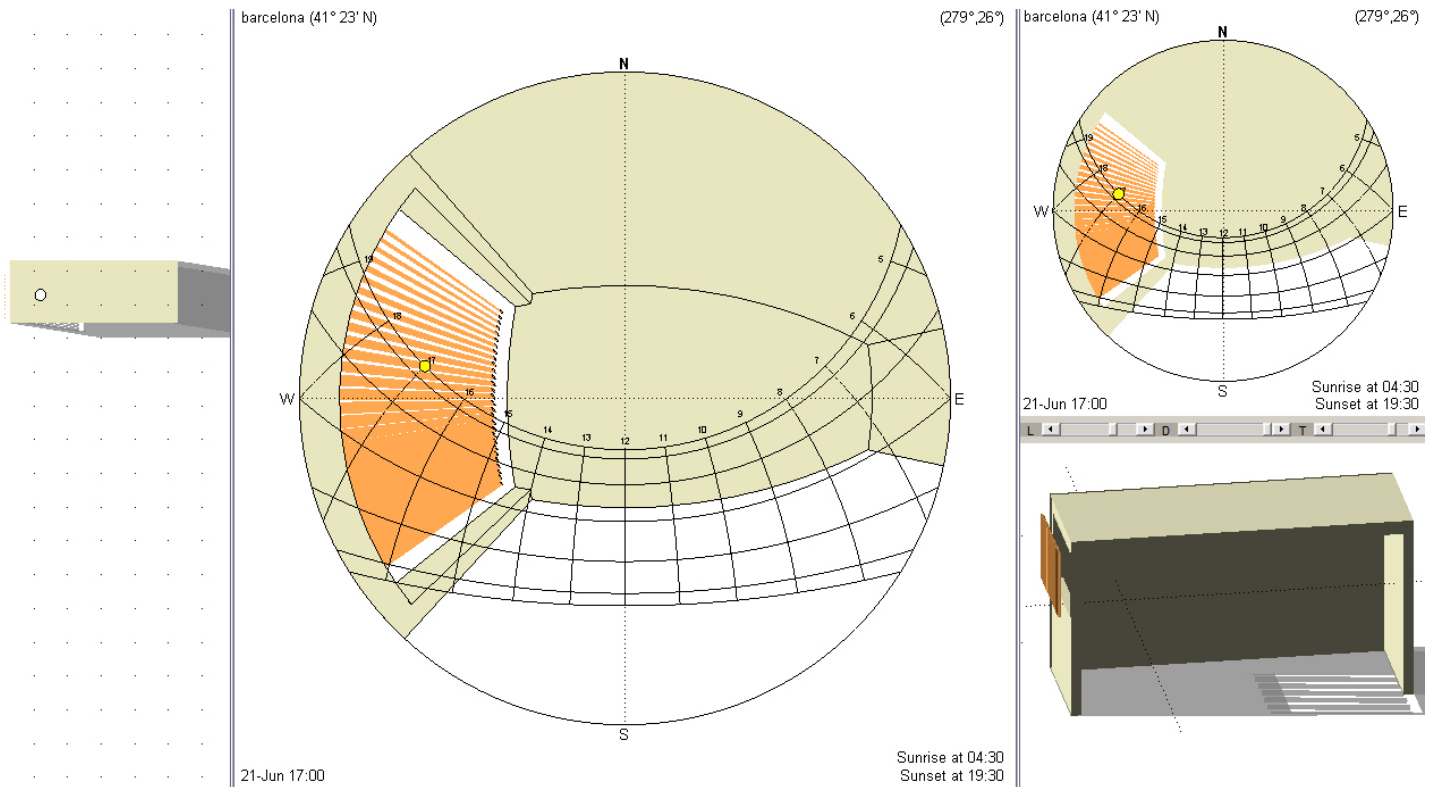 barcelona (41° 23' N)
(279°,26°)
N
19
18
17
16
15
14
13
12
11
10
9
8
7
6
5
W
E
S
21-Jun 17:00
Sunrise at 04:30
Sunset at 19:30
barcelona (41° 23' N)
(279°,26°)
N
19
18
16
15
14
13
12
11
10
9
8
7
6
5
W
E
S
21-Jun 17:00
Sunrise at 04:30
Sunset at 19:30
L
D
T